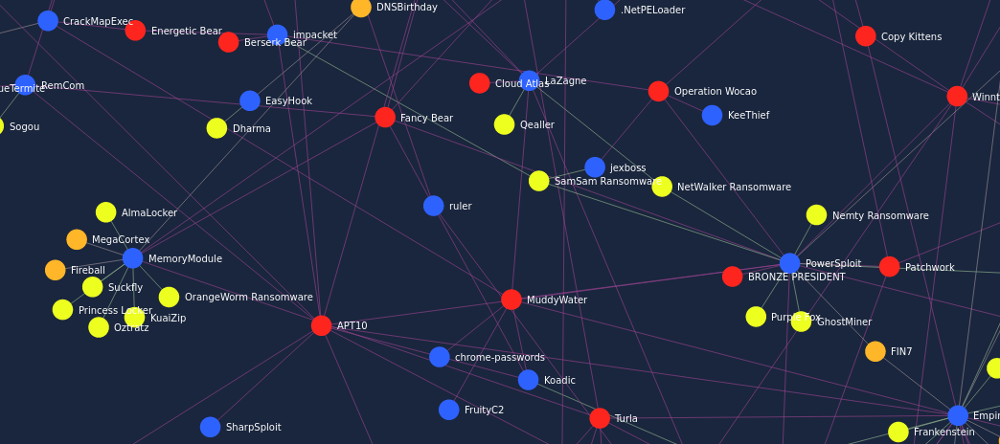 DNSBirthday
.NetPELoader
CrackMapExec
Energetic Bear
Berserk Bear
impacket
Copy Kittens
Cloud Atlas
LaZagne
ueTermite
RemCom
Operation Wocao
Winnt
EasyHook
Fancy Bear
KeeThief
Sogou
Dharma
Qealler
jexboss
SamSam Ransomware
NetWalker Ransomware
ruler
AlmaLocker
Nemty Ransomware
MegaCortex
MemoryModule
PowerSploit
Patchwork
Fireball
BRONZE PRESIDENT
Suckfly
OrangeWorm Ransomware
MuddyWater
Princess Locker
KuaiZip
Purple Fox
GhostMiner
APT10
FIN7
chrome-passwords
Koadic
FruityC2
Turla
Empir
SharpSploit
Frankenstein